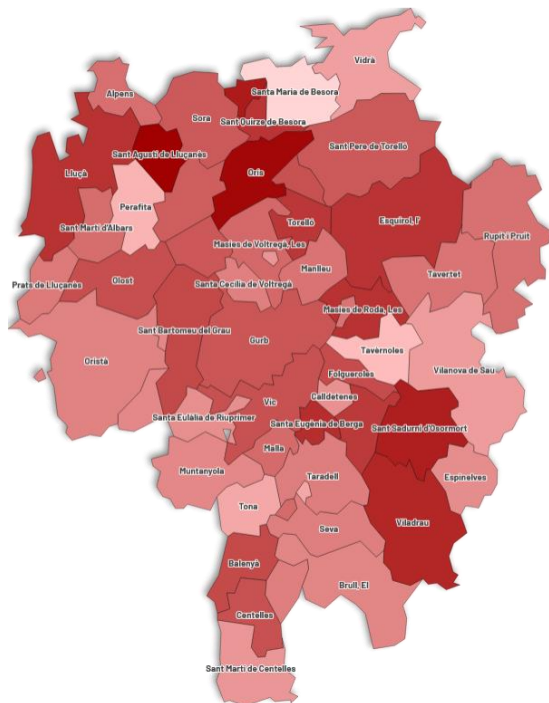 Vidrà
Santa Maria de Besora
Alpens
Sora
Sant Quirze de Besora
Sant Pere de Torelló
Sant Agustí de Lluçanès
Lluçà
Orís
Perafita
Sant Martí d'Albars
Torelló
Esquirol, l'
Rupit i Pruit
Masies de Voltregà, Les
Manlleu
Tavertet
Prats de Lluçanès
Olost
Santa Cecília de Voltregà
Masies de Roda, Les
Sant Bartomeu del Grau
Gurb
Tavèrnoles
Oristà
Folgueroles
Vilanova de Sau
Calldetenes
Vic
Santa Eulàlia de Riuprimer
Santa Eugènia de Berga
Sant Sadurní d'Osormort
Malla
Muntanyola
Taradell
Espinelves
Tona
Viladrau
Seva
Balenyà
Brull, El
Centelles
Sant Martí de Centelles